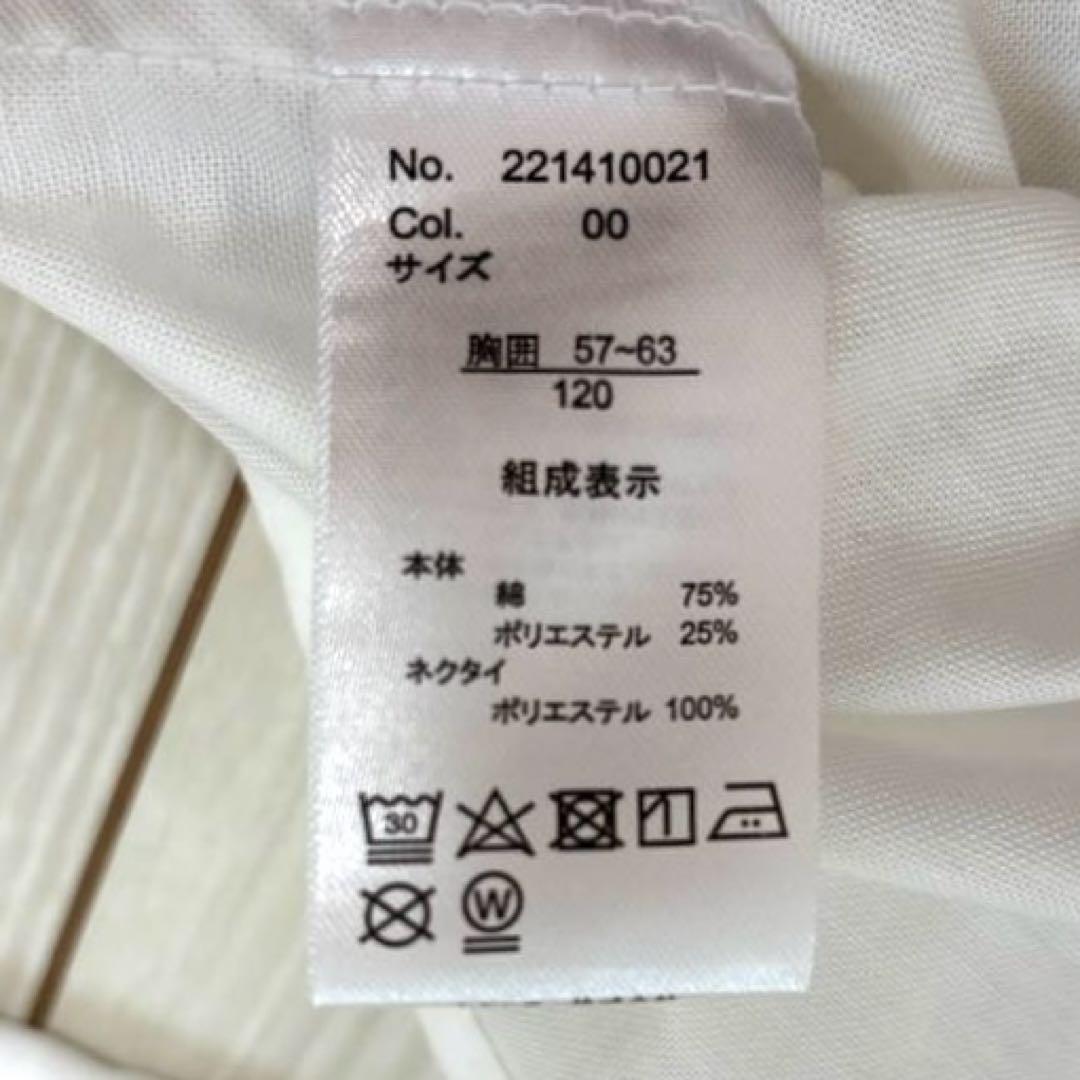 No. 221410021
Col. 00
サイズ
胸囲 57~63
120
組成表示
本体
綿 75%
ポリエステル 25%
ネクタイ
ポリエステル 100%
30
W